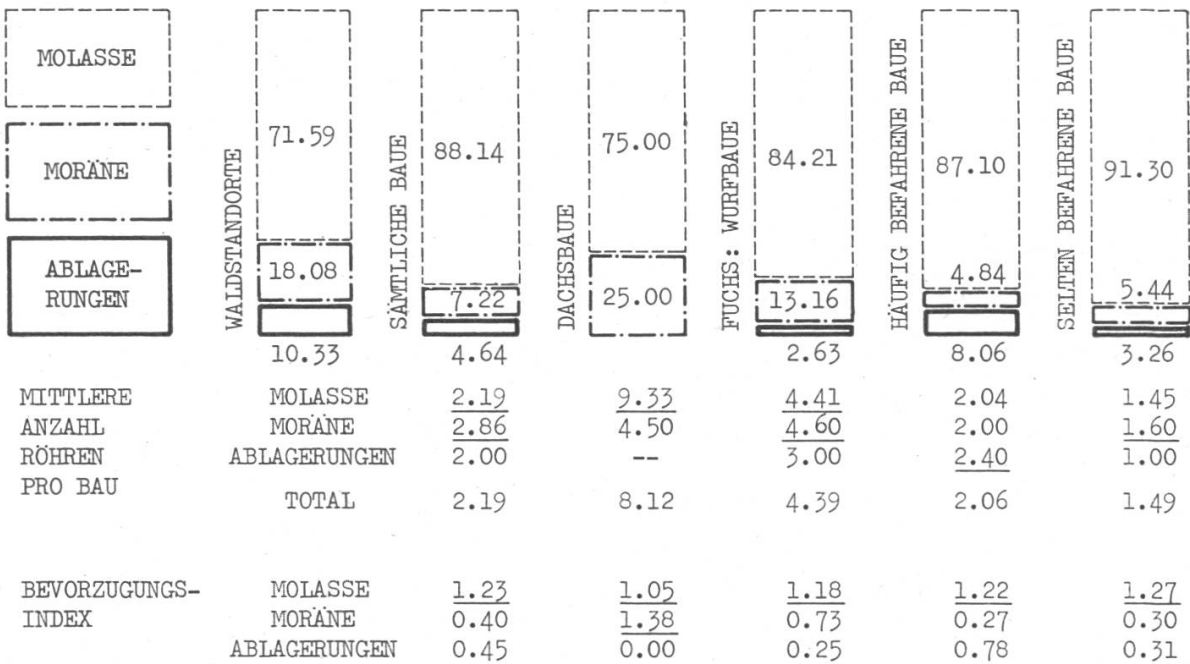 MOLASSE
MORÄNE
ABLAGE-
RUNGEN
WALDSTANDORTE
71.59
18.08
10.33
SÄMTLICHE BAUE
88.14
7.22
4.64
DACHSBAUE
75.00
25.00
FUCHS: WURFBAUE
84.21
13.16
2.63
HÄUFIG BEFAHRENE BAUE
87.10
4.84
8.06
SELTEN BEFAHRENE BAUE
91.30
5.44
3.26
MITTLERE MOLASSE 2.19 9.33 4.41 2.04 1.45
ANZAHL MORÄNE 2.86 4.50 4.60 2.00 1.60
RÖHREN ABLAGERUNGEN 2.00 -- 3.00 2.40 1.00
PRO BAU TOTAL 2.19 8.12 4.39 2.06 1.49
BEVORZUGUNGS- MOLASSE 1.23 1.05 1.18 1.22 1.27
INDEX MORÄNE 0.40 1.38 0.73 0.27 0.30
ABLAGERUNGEN 0.45 0.00 0.25 0.78 0.31